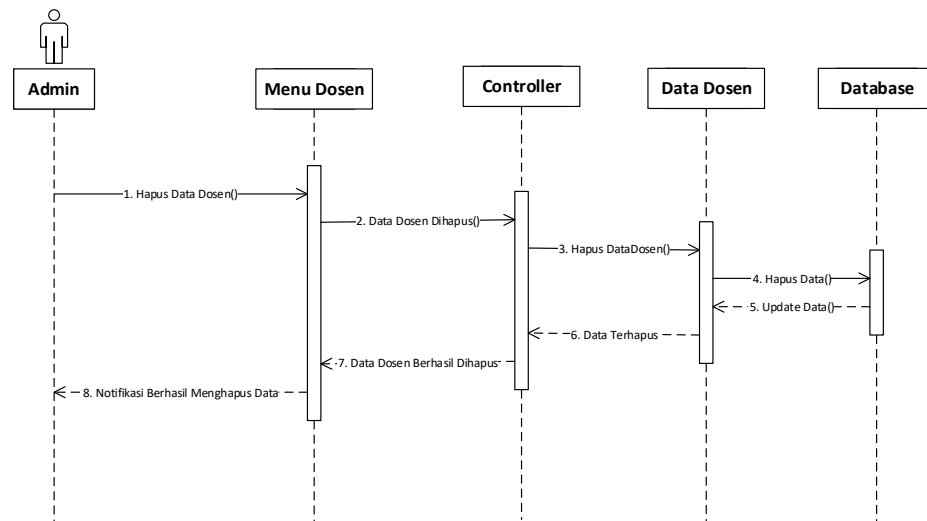 Admin
Menu Dosen
Controller
Data Dosen
Database
1. Hapus Data Dosen()
2. Data Dosen Dihapus()
3. Hapus DataDosen()
4. Hapus Data()
5. Update Data()
6. Data Terhapus
7. Data Dosen Berhasil Dihapus
8. Notifikasi Berhasil Menghapus Data